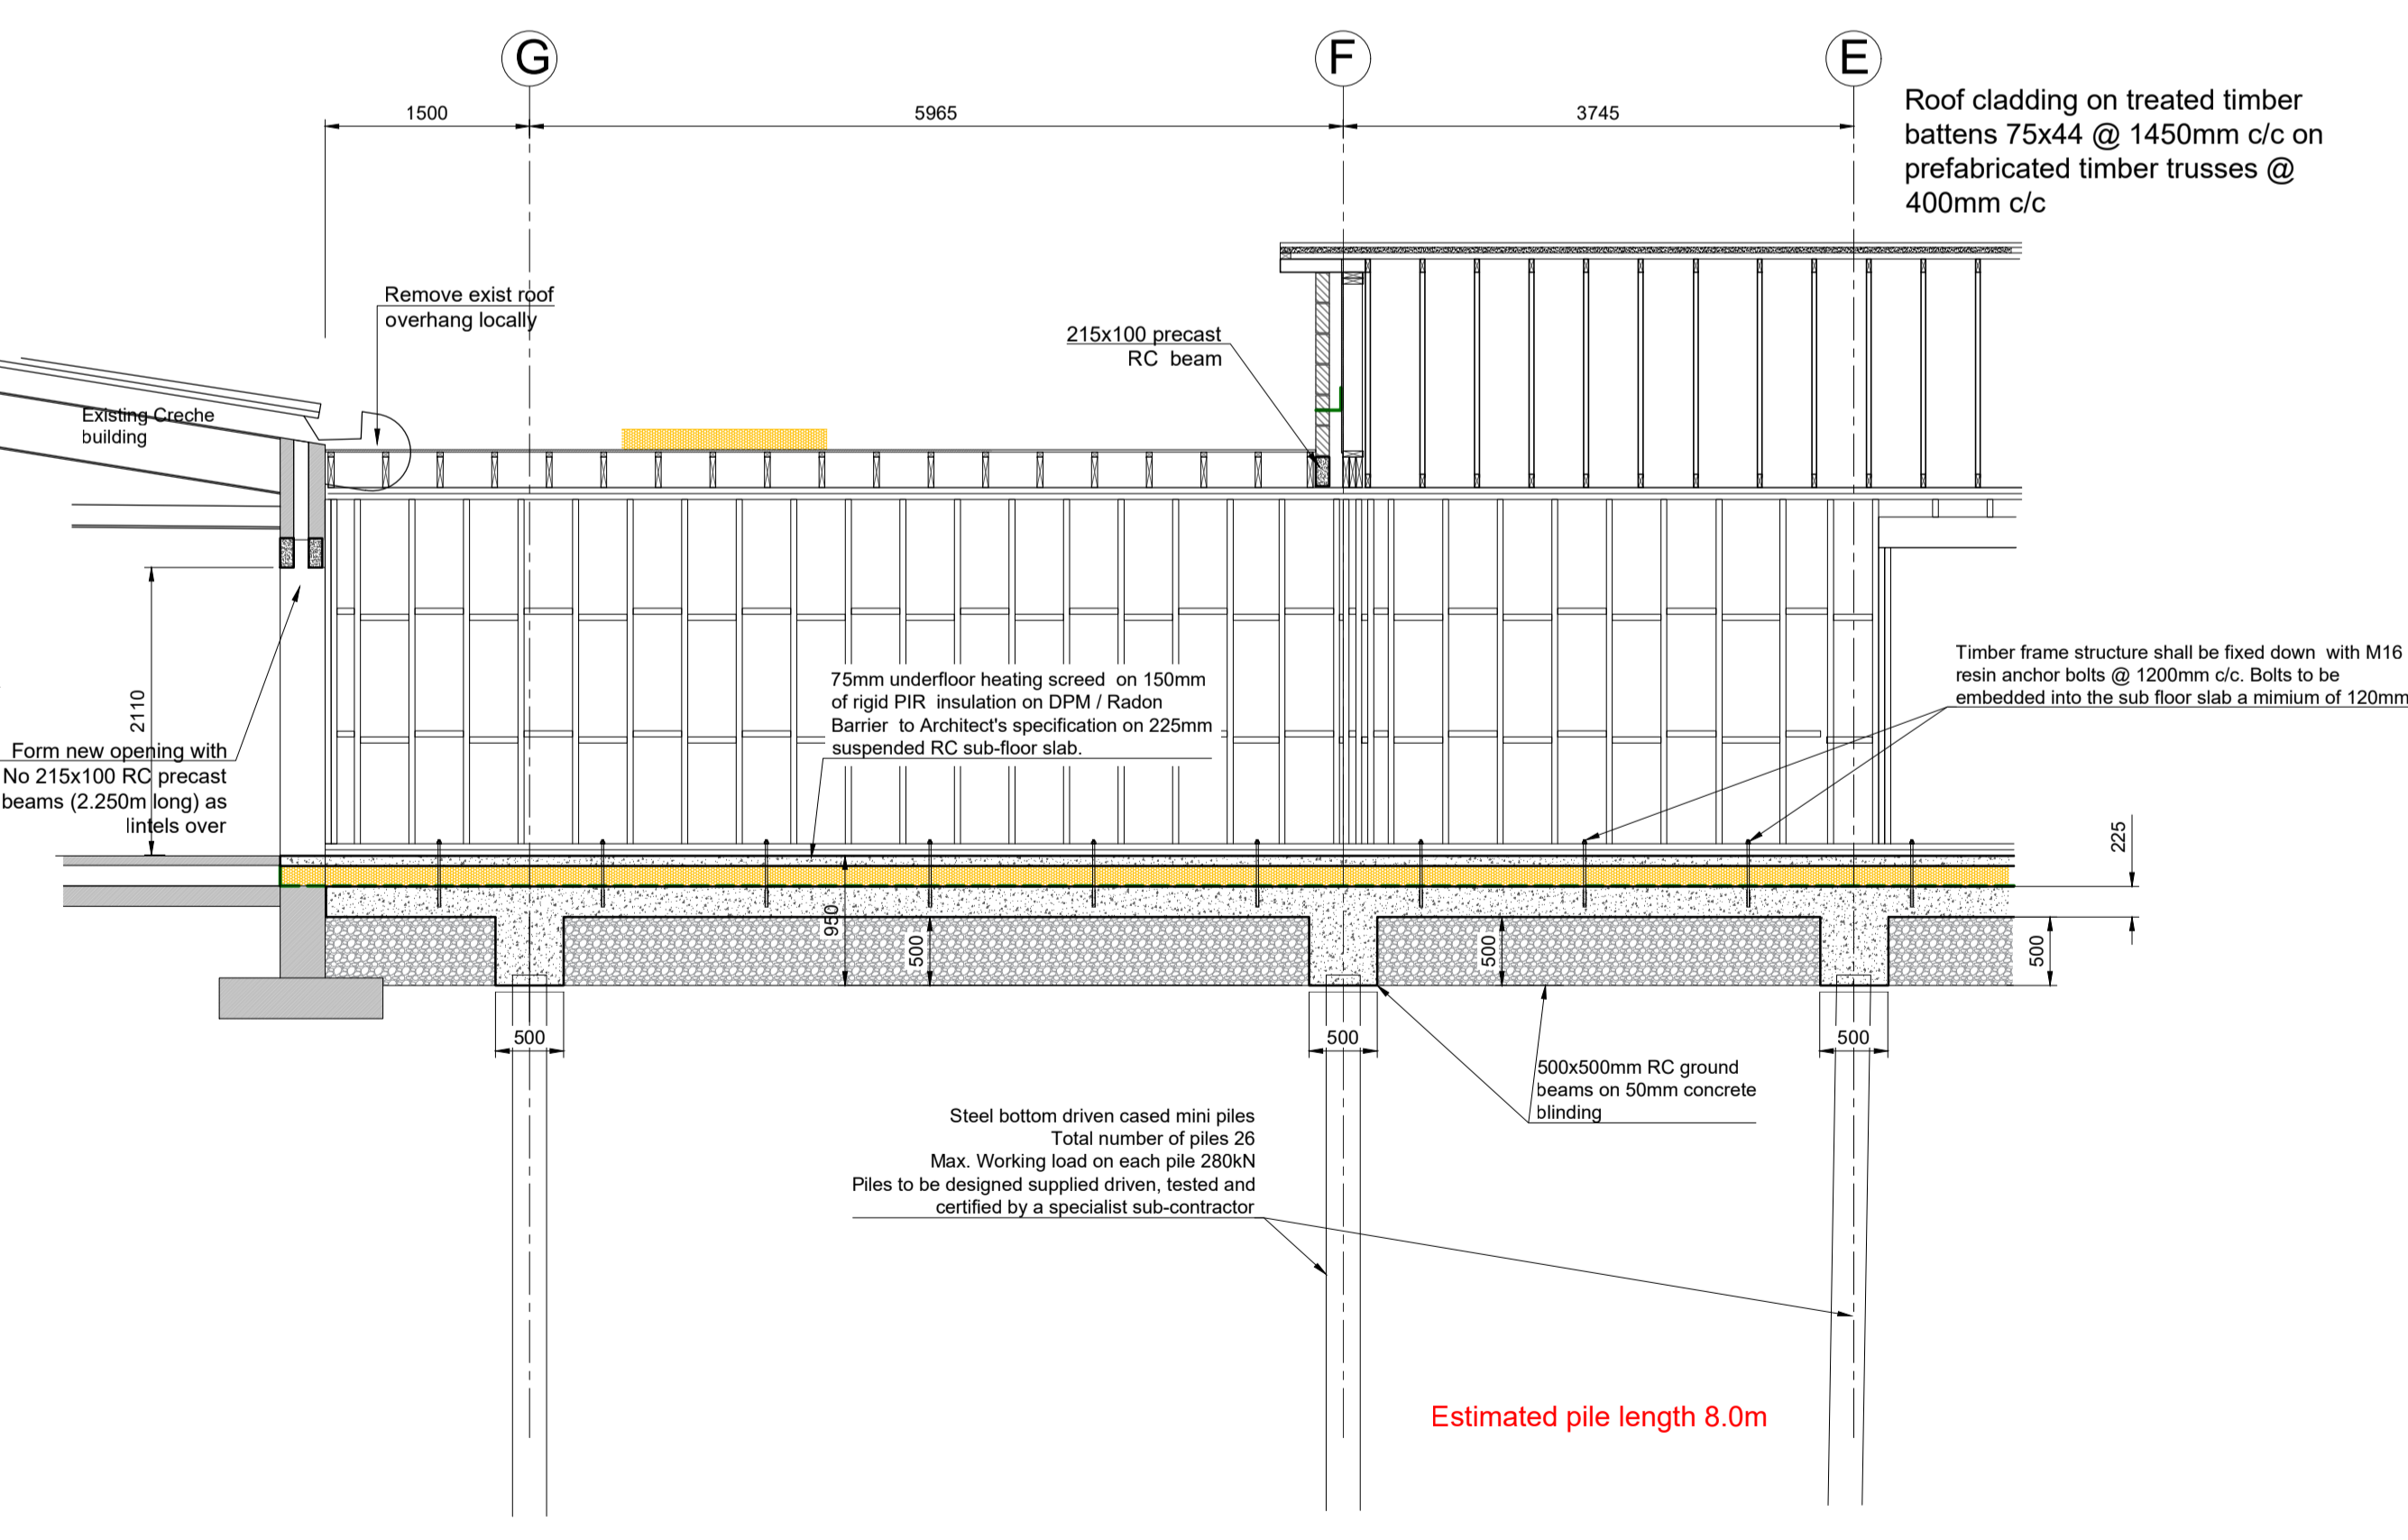 G
F
E
1500
5965
3745
Roof cladding on treated timber
battens 75x44 @ 1450mm c/c on
prefabricated timber trusses @
400mm c/c
Remove exist roof
overhang locally
215x100 precast
RC beam
Existing Creche
building
2110
Form new opening with
No 215x100 RC precast
beams (2.250m long) as
lintels over
75mm underfloor heating screed on 150mm
of rigid PIR insulation on DPM / Radon
Barrier to Architect's specification on 225mm
suspended RC sub-floor slab.
Timber frame structure shall be fixed down with M16
resin anchor bolts @ 1200mm c/c. Bolts to be
embedded into the sub floor slab a mimium of 120mm
225
950
500
500
500
500
500
500
500x500mm RC ground
beams on 50mm concrete
blinding
Steel bottom driven cased mini piles
Total number of piles 26
Max. Working load on each pile 280kN
Piles to be designed supplied driven, tested and
certified by a specialist sub-contractor
Estimated pile length 8.0m